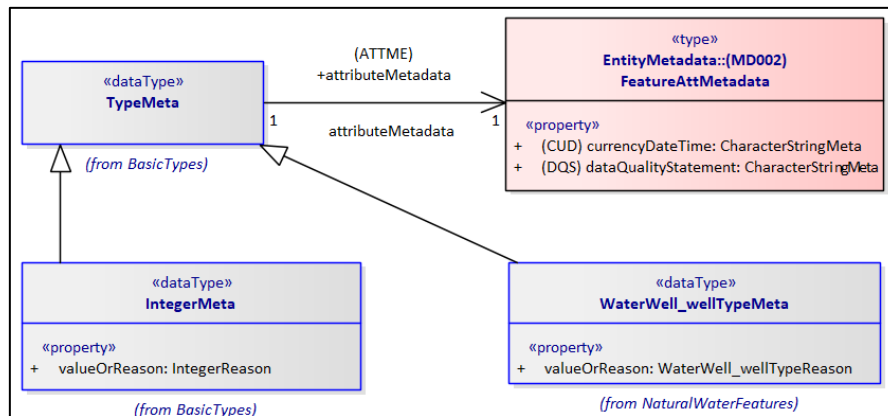 «dataType»
TypeMeta
(from BasicTypes)
(ATTME)
+attributeMetadata
1
1
attributeMetadata
«type»
EntityMetadata::(MD002)
FeatureAttMetadata
«property»
+ (CUD) currencyDateTime: CharacterStringMeta
+ (DQS) dataQualityStatement: CharacterStringMeta
«dataType»
IntegerMeta
«property»
+ valueOrReason: IntegerReason
(from BasicTypes)
«dataType»
WaterWell_wellTypeMeta
«property»
+ valueOrReason: WaterWell_wellTypeReason
(from NaturalWaterFeatures)